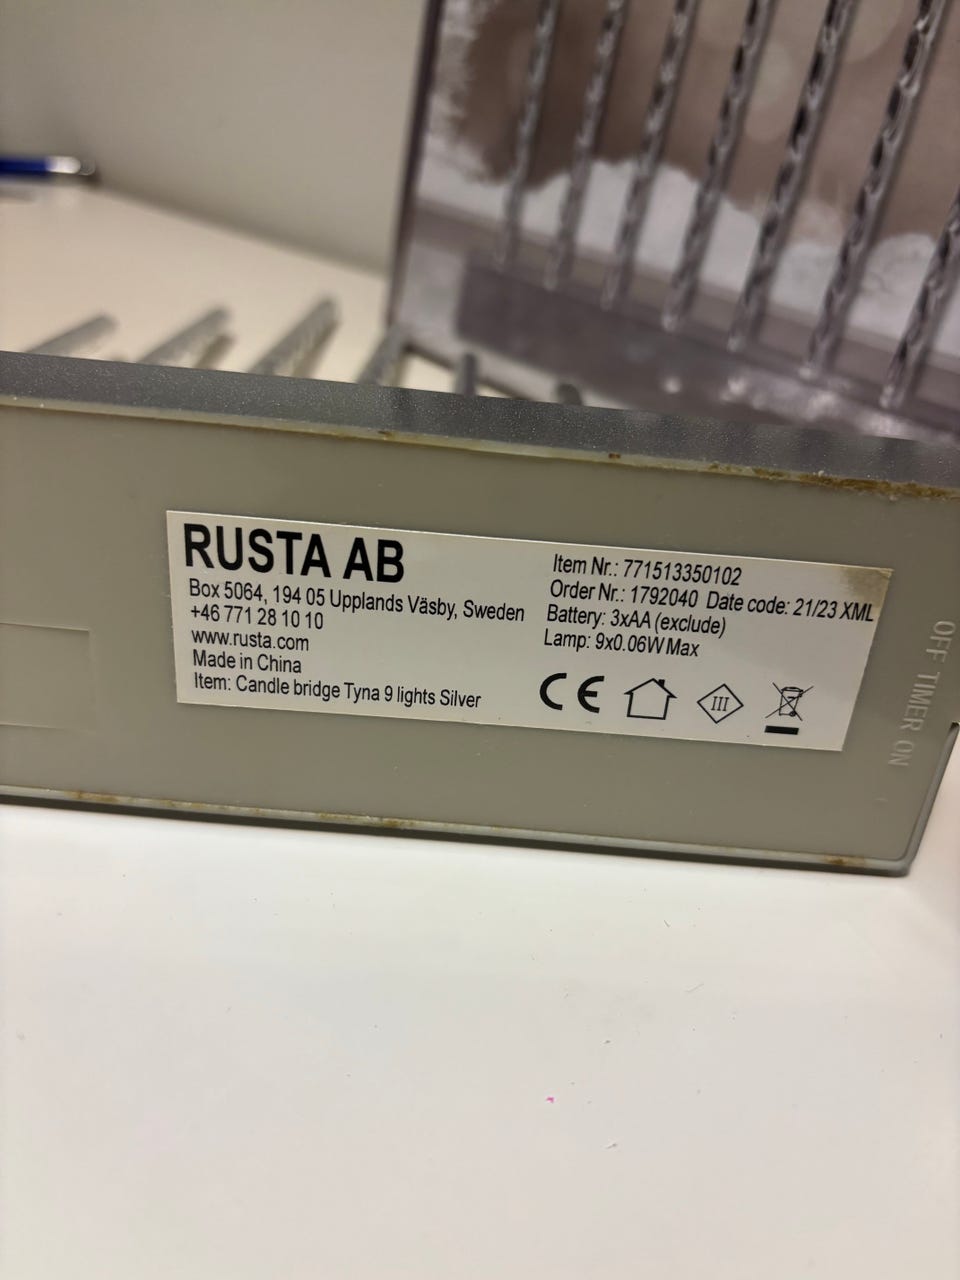 RUSTA AB
Box 5064, 194 05 Upplands Väsby, Sweden
+46 771 28 10 10
www.rusta.com
Made in China
Item: Candle bridge Tyna 9 lights Silver
Item Nr.: 771513350102
Order Nr.: 1792040 Date code: 21/23 XML
Battery: 3xAA (exclude)
Lamp: 9x0.06W Max
CE
III
OFF TIMER ON